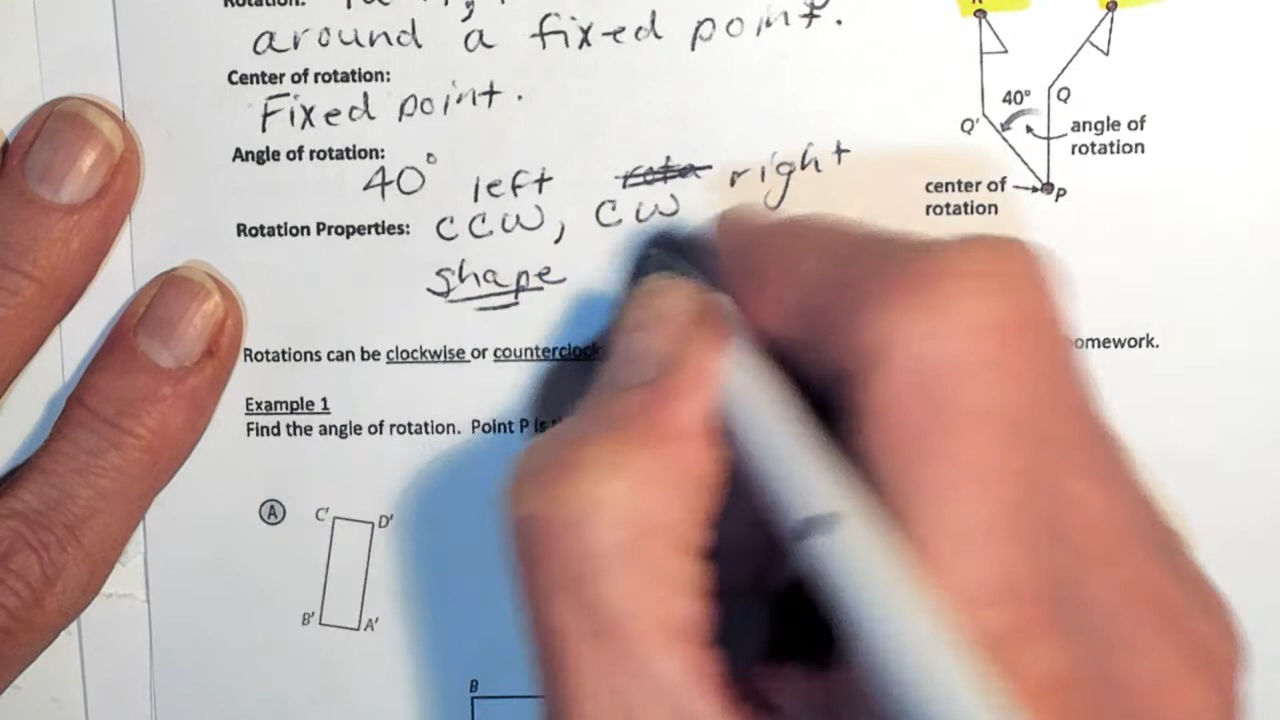 Rotation:
around a fixed point.
Center of rotation:
Fixed point.
Angle of rotation:
40° left right
Rotation Properties: CCW, CW
shape
Rotations can be clockwise or omework.
Example 1
Find the angle of rotation. Point P is
A
C'
D'
B'
A'
B
40°
Q
Q'
angle of
rotation
center of
rotation
P